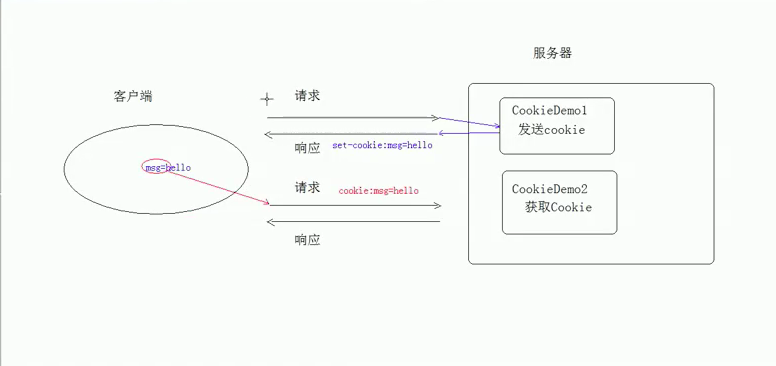 服务器
客户端
请求
CookieDemo1
发送cookie
响应
set-cookie:msg=hello
msg=hello
请求
cookie:msg=hello
CookieDemo2
获取Cookie
响应